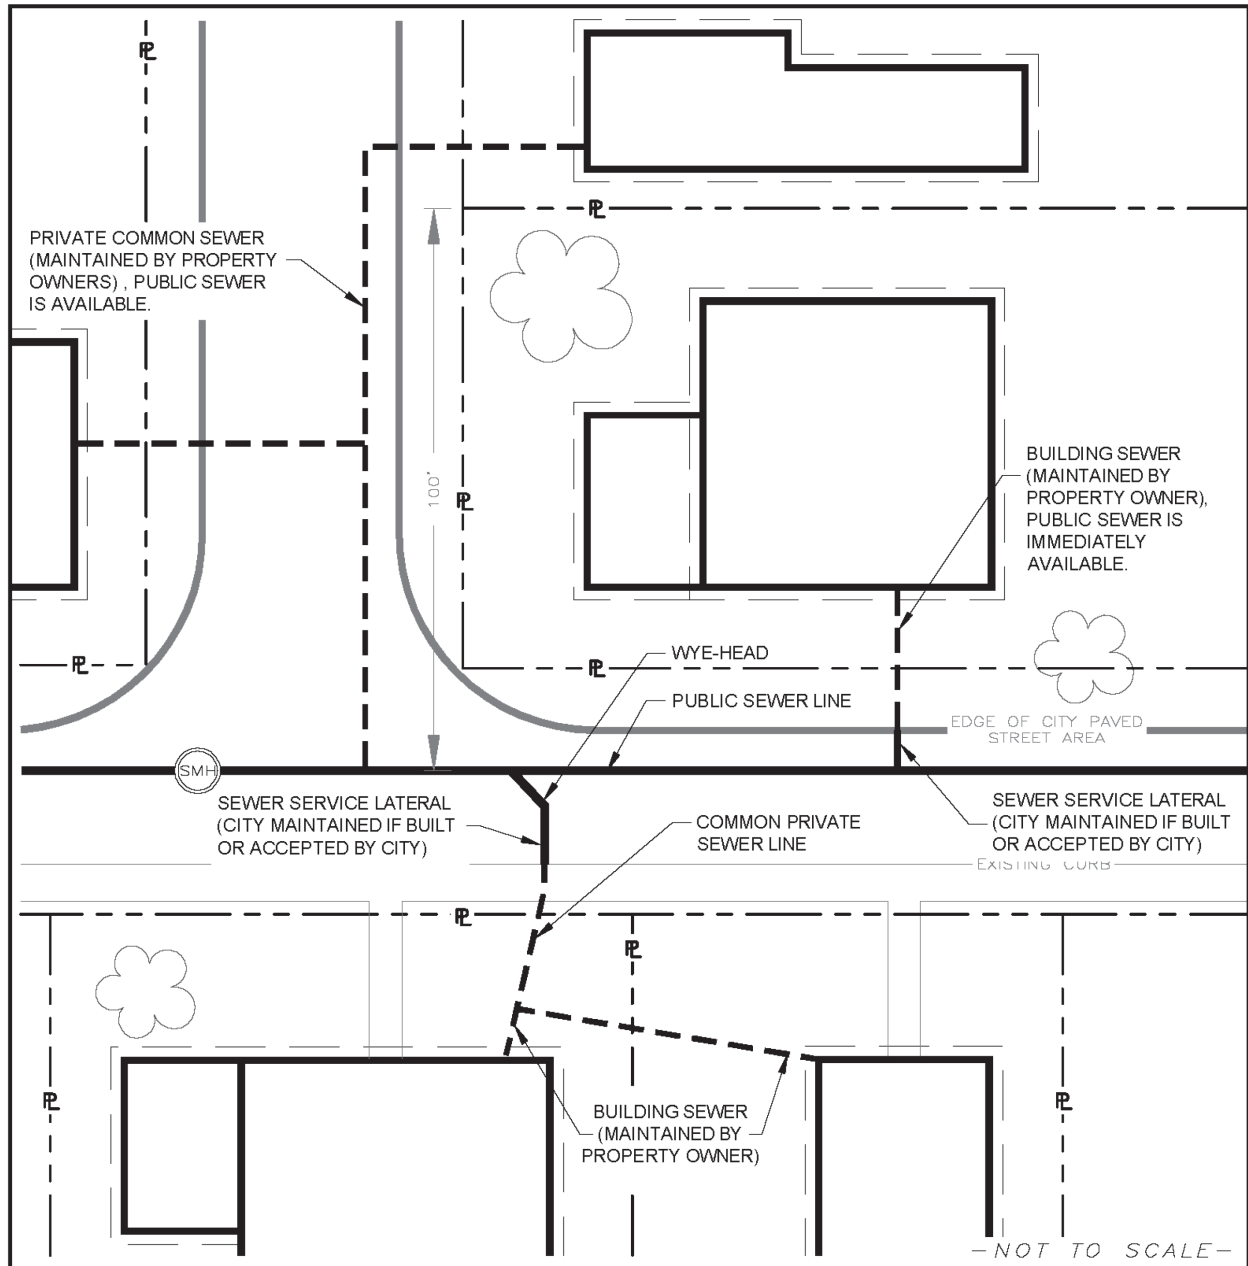 PL
PL
PRIVATE COMMON SEWER
(MAINTAINED BY PROPERTY
OWNERS) , PUBLIC SEWER
IS AVAILABLE.
100'
PL
BUILDING SEWER
(MAINTAINED BY
PROPERTY OWNER),
PUBLIC SEWER IS
IMMEDIATELY
AVAILABLE.
PL
PL
WYE-HEAD
PUBLIC SEWER LINE
EDGE OF CITY PAVED
STREET AREA
SMH
SEWER SERVICE LATERAL
(CITY MAINTAINED IF BUILT
OR ACCEPTED BY CITY)
COMMON PRIVATE
SEWER LINE
SEWER SERVICE LATERAL
(CITY MAINTAINED IF BUILT
OR ACCEPTED BY CITY)
EXISTING CURB
PL
PL
PL
PL
BUILDING SEWER
(MAINTAINED BY
PROPERTY OWNER)
-NOT TO SCALE-